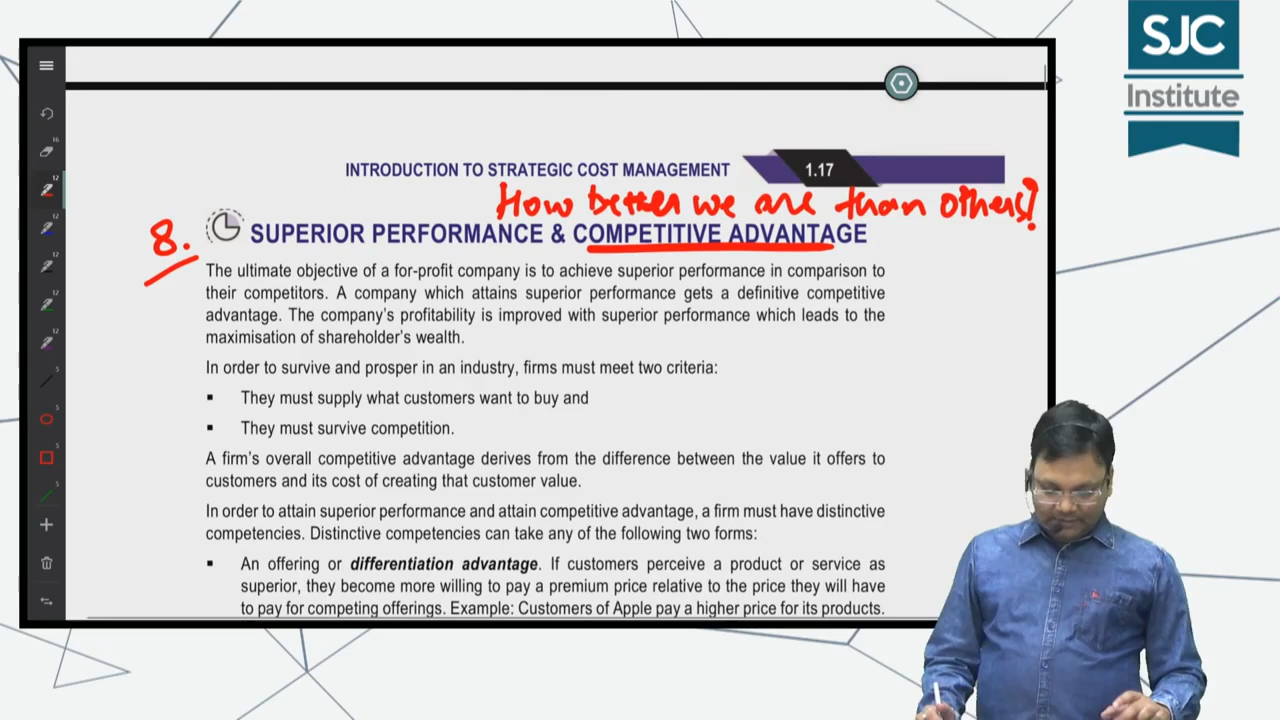 SJC
Institute
INTRODUCTION TO STRATEGIC COST MANAGEMENT 1.17
How better we are than others?
8. SUPERIOR PERFORMANCE & COMPETITIVE ADVANTAGE
The ultimate objective of a for-profit company is to achieve superior performance in comparison to
their competitors. A company which attains superior performance gets a definitive competitive
advantage. The company's profitability is improved with superior performance which leads to the
maximisation of shareholder's wealth.
In order to survive and prosper in an industry, firms must meet two criteria:
▪ They must supply what customers want to buy and
▪ They must survive competition.
A firm's overall competitive advantage derives from the difference between the value it offers to
customers and its cost of creating that customer value.
In order to attain superior performance and attain competitive advantage, a firm must have distinctive
competencies. Distinctive competencies can take any of the following two forms:
▪ An offering or differentiation advantage. If customers perceive a product or service as
superior, they become more willing to pay a premium price relative to the price they will have
to pay for competing offerings. Example: Customers of Apple pay a higher price for its products.